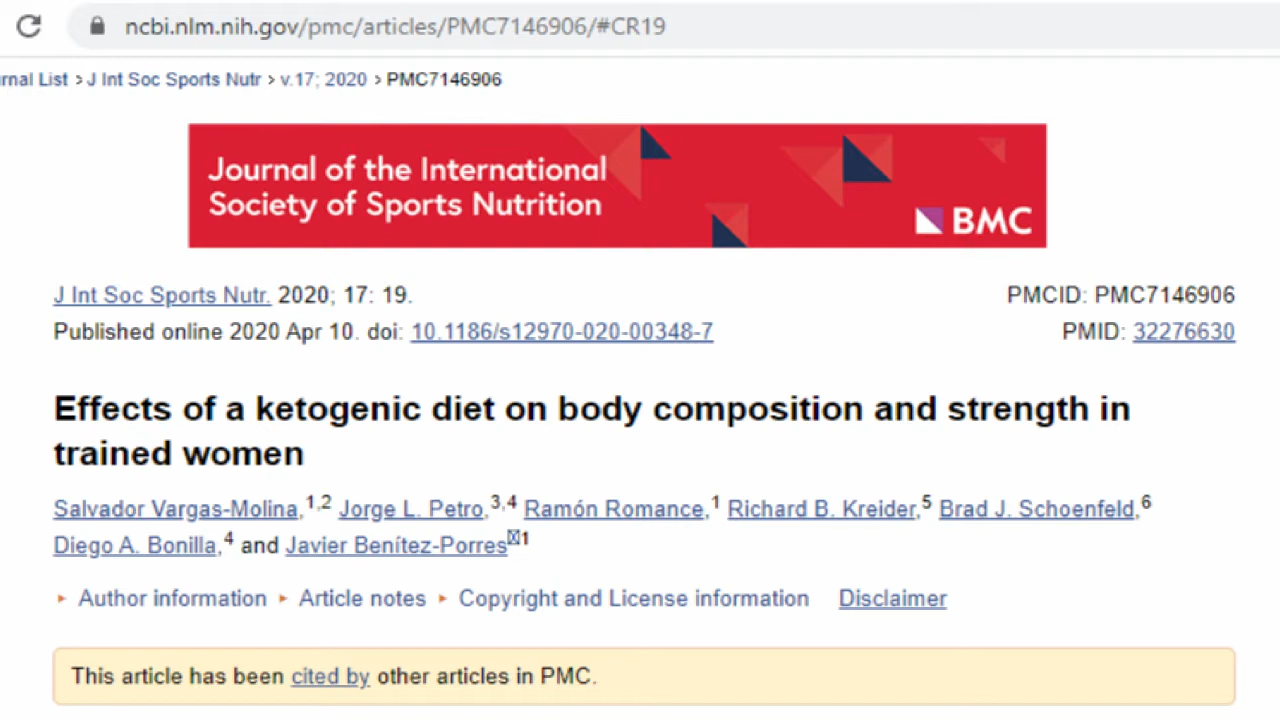 ncbi.nlm.nih.gov/pmc/articles/PMC7146906/#CR19
rnal List > J Int Soc Sports Nutr > v.17; 2020 > PMC7146906
Journal of the International
Society of Sports Nutrition
BMC
J Int Soc Sports Nutr. 2020; 17: 19.
PMCID: PMC7146906
Published online 2020 Apr 10. doi: 10.1186/s12970-020-00348-7
PMID: 32276630
Effects of a ketogenic diet on body composition and strength in
trained women
Salvador Vargas-Molina,1,2 Jorge L. Petro,3,4 Ramón Romance,1 Richard B. Kreider,5 Brad J. Schoenfeld,6
Diego A. Bonilla,4 and Javier Benítez-Porres✉1
▸ Author information ▸ Article notes ▸ Copyright and License information Disclaimer
This article has been cited by other articles in PMC.